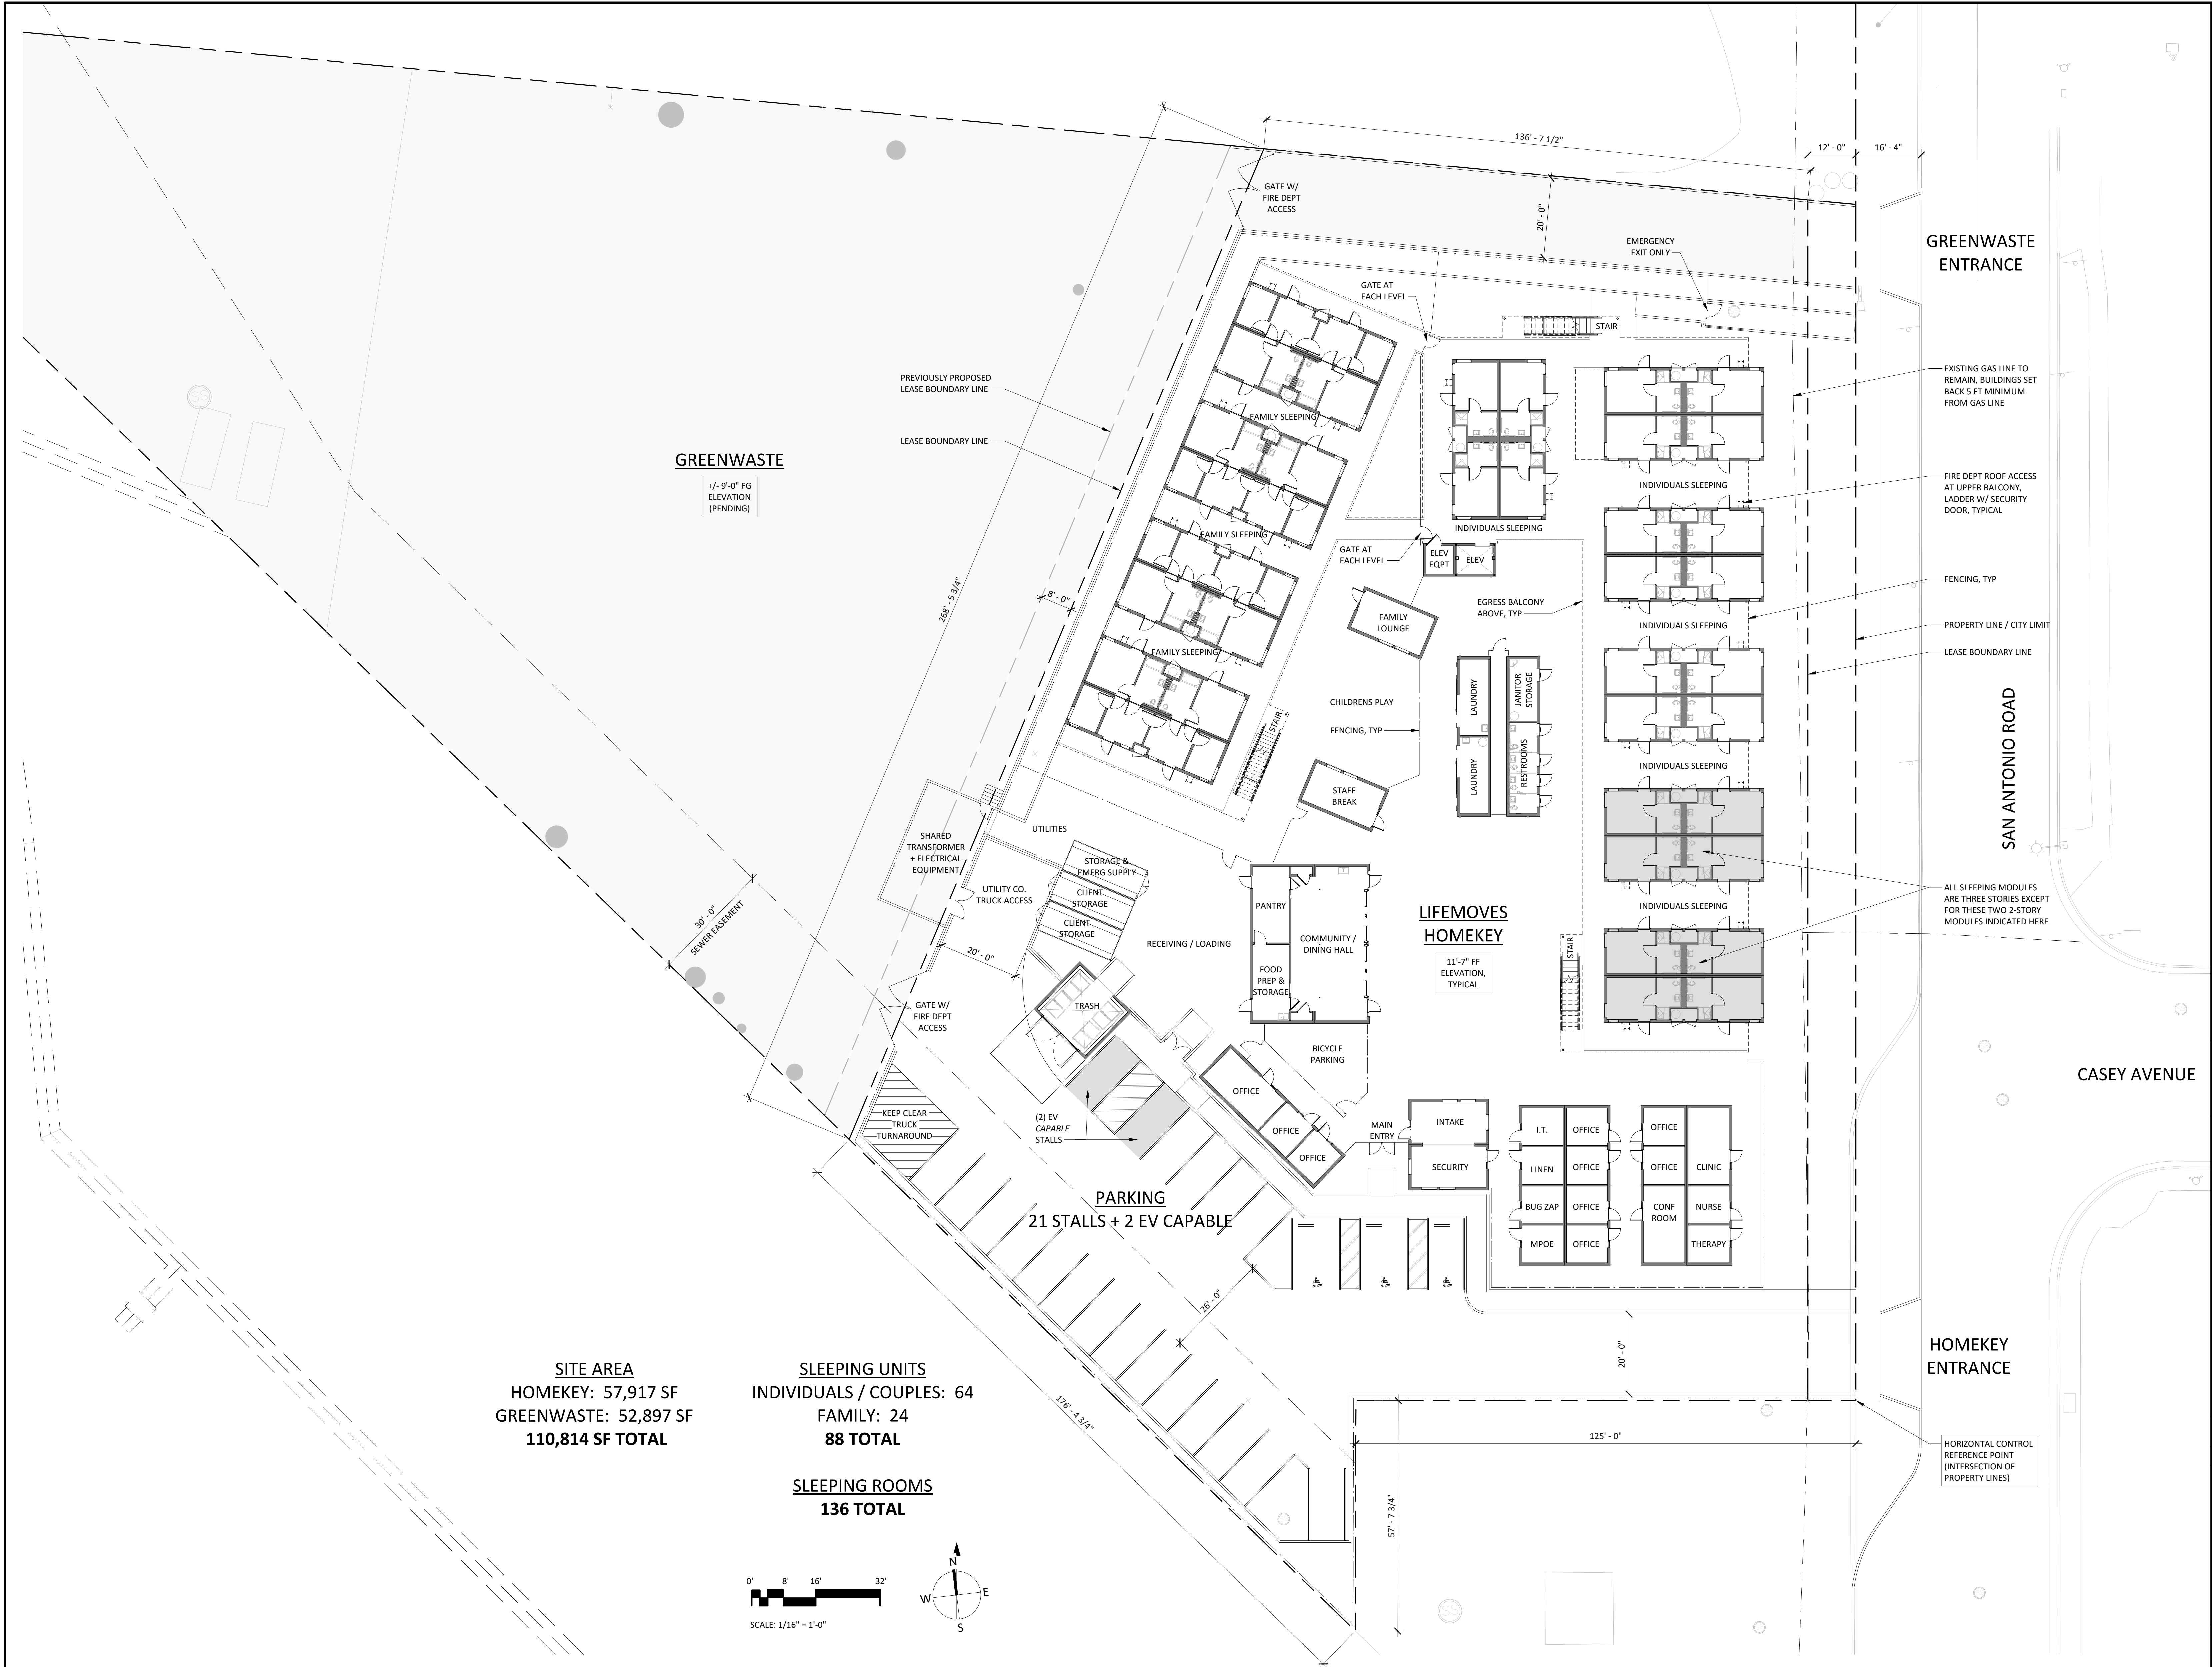 136' - 7 1/2"
12' - 0"
16' - 4"
GATE W/
FIRE DEPT
ACCESS
20' - 0"
EMERGENCY
EXIT ONLY
GREENWASTE
ENTRANCE
GATE AT
EACH LEVEL
STAIR
PREVIOUSLY PROPOSED
LEASE BOUNDARY LINE
LEASE BOUNDARY LINE
FAMILY SLEEPING
EXISTING GAS LINE TO
REMAIN, BUILDINGS SET
BACK 5 FT MINIMUM
FROM GAS LINE
GREENWASTE
+/- 9'-0" FG
ELEVATION
(PENDING)
INDIVIDUALS SLEEPING
FIRE DEPT ROOF ACCESS
AT UPPER BALCONY,
LADDER W/ SECURITY
DOOR, TYPICAL
INDIVIDUALS SLEEPING
FAMILY SLEEPING
GATE AT
EACH LEVEL
ELEV
EQPT
ELEV
268' - 5 3/4"
8' - 0"
EGRESS BALCONY
ABOVE, TYP
FENCING, TYP
FAMILY
LOUNGE
INDIVIDUALS SLEEPING
PROPERTY LINE / CITY LIMIT
FAMILY SLEEPING
LEASE BOUNDARY LINE
LAUNDRY
JANITOR
STORAGE
CHILDRENS PLAY
STAIR
FENCING, TYP
SAN ANTONIO ROAD
LAUNDRY
RESTROOMS
INDIVIDUALS SLEEPING
STAFF
BREAK
UTILITIES
SHARED
TRANSFORMER
+ ELECTRICAL
EQUIPMENT
STORAGE &
EMERG SUPPLY
UTILITY CO.
TRUCK ACCESS
CLIENT
STORAGE
CLIENT
STORAGE
30' - 0"
SEWER EASEMENT
PANTRY
RECEIVING / LOADING
COMMUNITY /
DINING HALL
FOOD
PREP &
STORAGE
LIFEMOVES
HOMEKEY
11'-7" FF
ELEVATION,
TYPICAL
INDIVIDUALS SLEEPING
ALL SLEEPING MODULES
ARE THREE STORIES EXCEPT
FOR THESE TWO 2-STORY
MODULES INDICATED HERE
STAIR
20' - 0"
GATE W/
FIRE DEPT
ACCESS
TRASH
BICYCLE
PARKING
CASEY AVENUE
OFFICE
OFFICE
OFFICE
KEEP CLEAR
TRUCK
TURNAROUND
(2) EV
CAPABLE
STALLS
MAIN
ENTRY
INTAKE
SECURITY
I.T.
OFFICE
LINEN
OFFICE
BUG ZAP
OFFICE
MPOE
OFFICE
OFFICE
OFFICE
CLINIC
CONF
ROOM
NURSE
THERAPY
PARKING
21 STALLS + 2 EV CAPABLE
26' - 0"
20' - 0"
HOMEKEY
ENTRANCE
SITE AREA
HOMEKEY: 57,917 SF
GREENWASTE: 52,897 SF
110,814 SF TOTAL
SLEEPING UNITS
INDIVIDUALS / COUPLES: 64
FAMILY: 24
88 TOTAL
SLEEPING ROOMS
136 TOTAL
176' - 4 3/4"
125' - 0"
57' - 7 3/4"
HORIZONTAL CONTROL
REFERENCE POINT
(INTERSECTION OF
PROPERTY LINES)
0' 8' 16' 32'
SCALE: 1/16" = 1'-0"
N
W
E
S
SS
SS